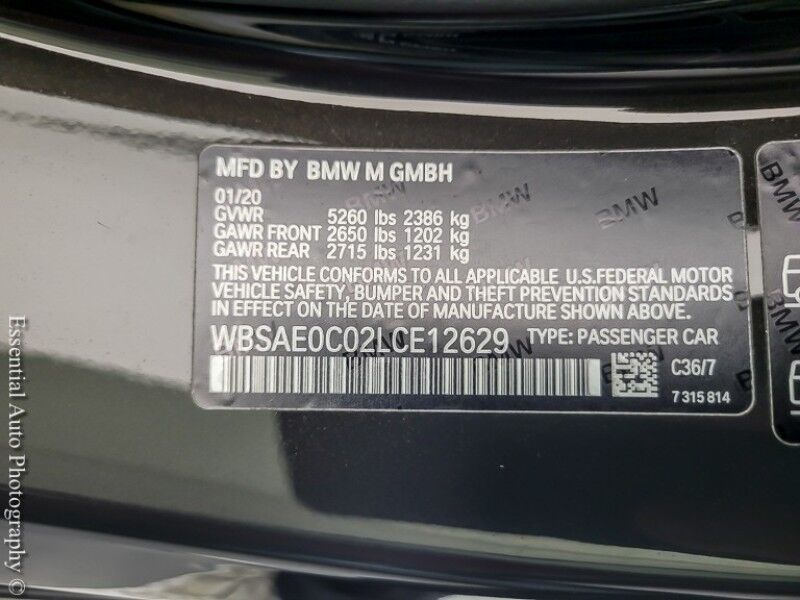 MFD BY BMW M GMBH
01/20
GVWR 5260 lbs 2386 kg
GAWR FRONT 2650 lbs 1202 kg
GAWR REAR 2715 lbs 1231 kg
THIS VEHICLE CONFORMS TO ALL APPLICABLE U.S.FEDERAL MOTOR
VEHICLE SAFETY, BUMPER AND THEFT PREVENTION STANDARDS
IN EFFECT ON THE DATE OF MANUFACTURE SHOWN ABOVE.
WBSAE0C02LCE12629 TYPE: PASSENGER CAR
C36/7
7 315 814
BMW
BMW
BMW
Essential Auto Photography ©